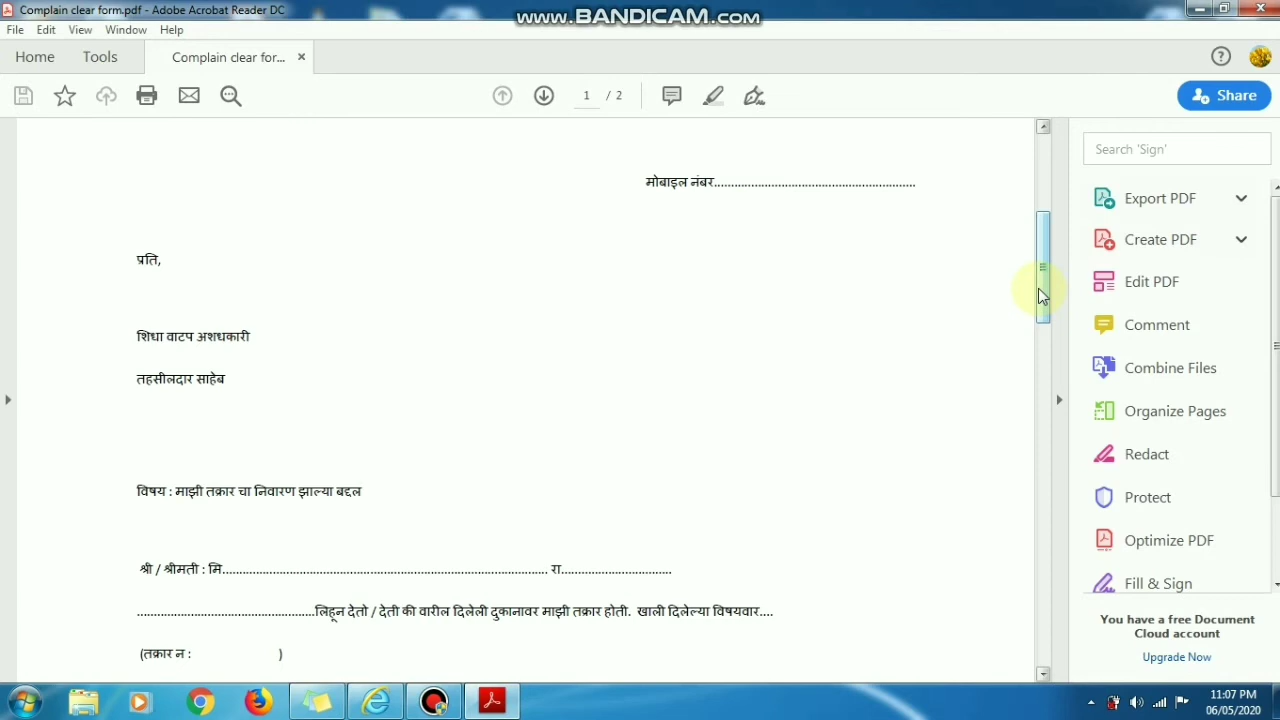 Complain clear form.pdf - Adobe Acrobat Reader DC
www.BANDICAM.com
File Edit View Window Help
Home Tools Complain clear for... ×
1 / 2 Share
मोबाइल नंबर...........................................................
Search 'Sign'
Export PDF
Create PDF
प्रति,
Edit PDF
Comment
शिधा वाटप अशधकारी
Combine Files
तहसीलदार साहेब
Organize Pages
Redact
विषय : माझी तक्रार चा निवारण झाल्या बद्दल
Protect
Optimize PDF
श्री / श्रीमती : मि................................................................................................. रा.................................
Fill & Sign
.....................................................लिहून देतो / देती की वारील दिलेली दुकानावर माझी तक्रार होती. खाली दिलेल्या विषयवार....
You have a free Document
Cloud account
(तक्रार न : )
Upgrade Now
11:07 PM
06/05/2020